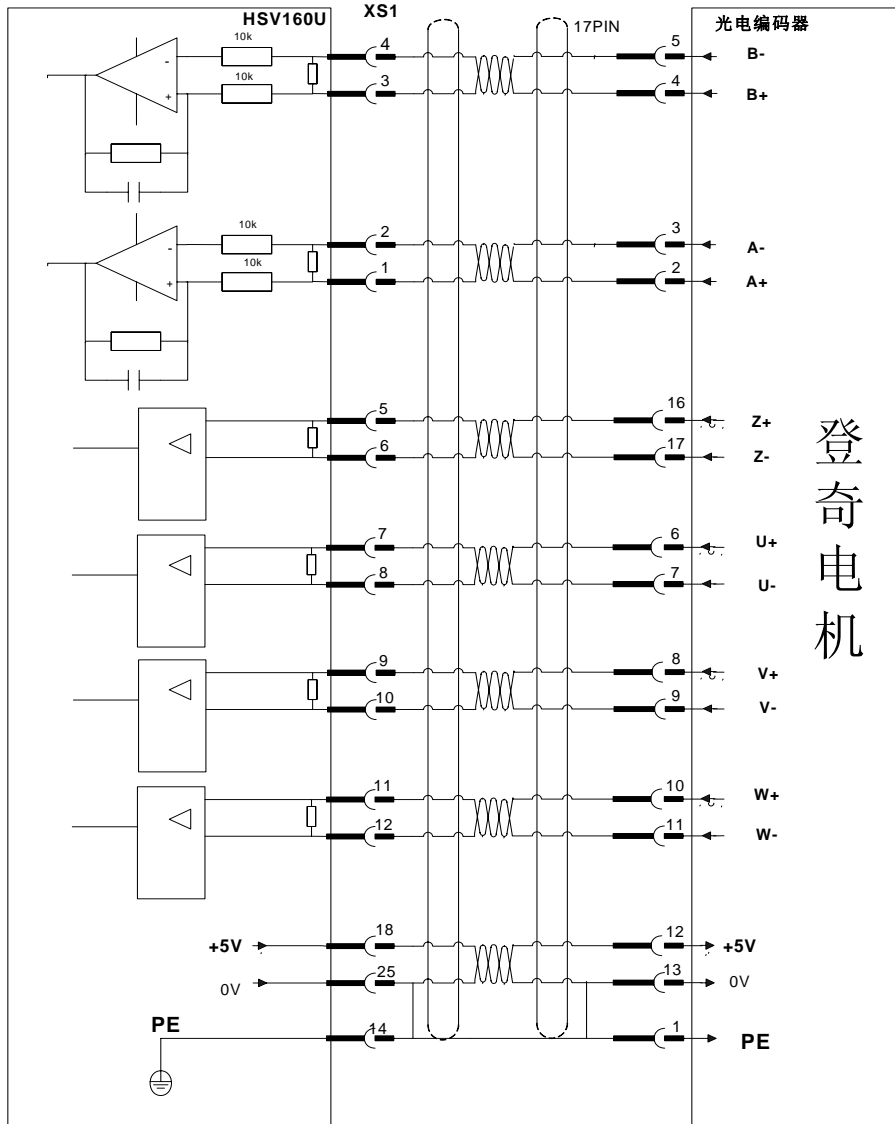 HSV160U XS1 17PIN 光电编码器
10k 4 5 B-
-
10k 3 4 B+
+
10k 2 3 A-
-
10k 1 2 A+
+
5 16 Z+
6 17 Z-
7 6 U+
8 7 U-
9 8 V+
10 9 V-
11 10 W+
12 11 W-
+5V 18 12 +5V
0V 25 13 0V
PE 14 1 PE
登奇电机